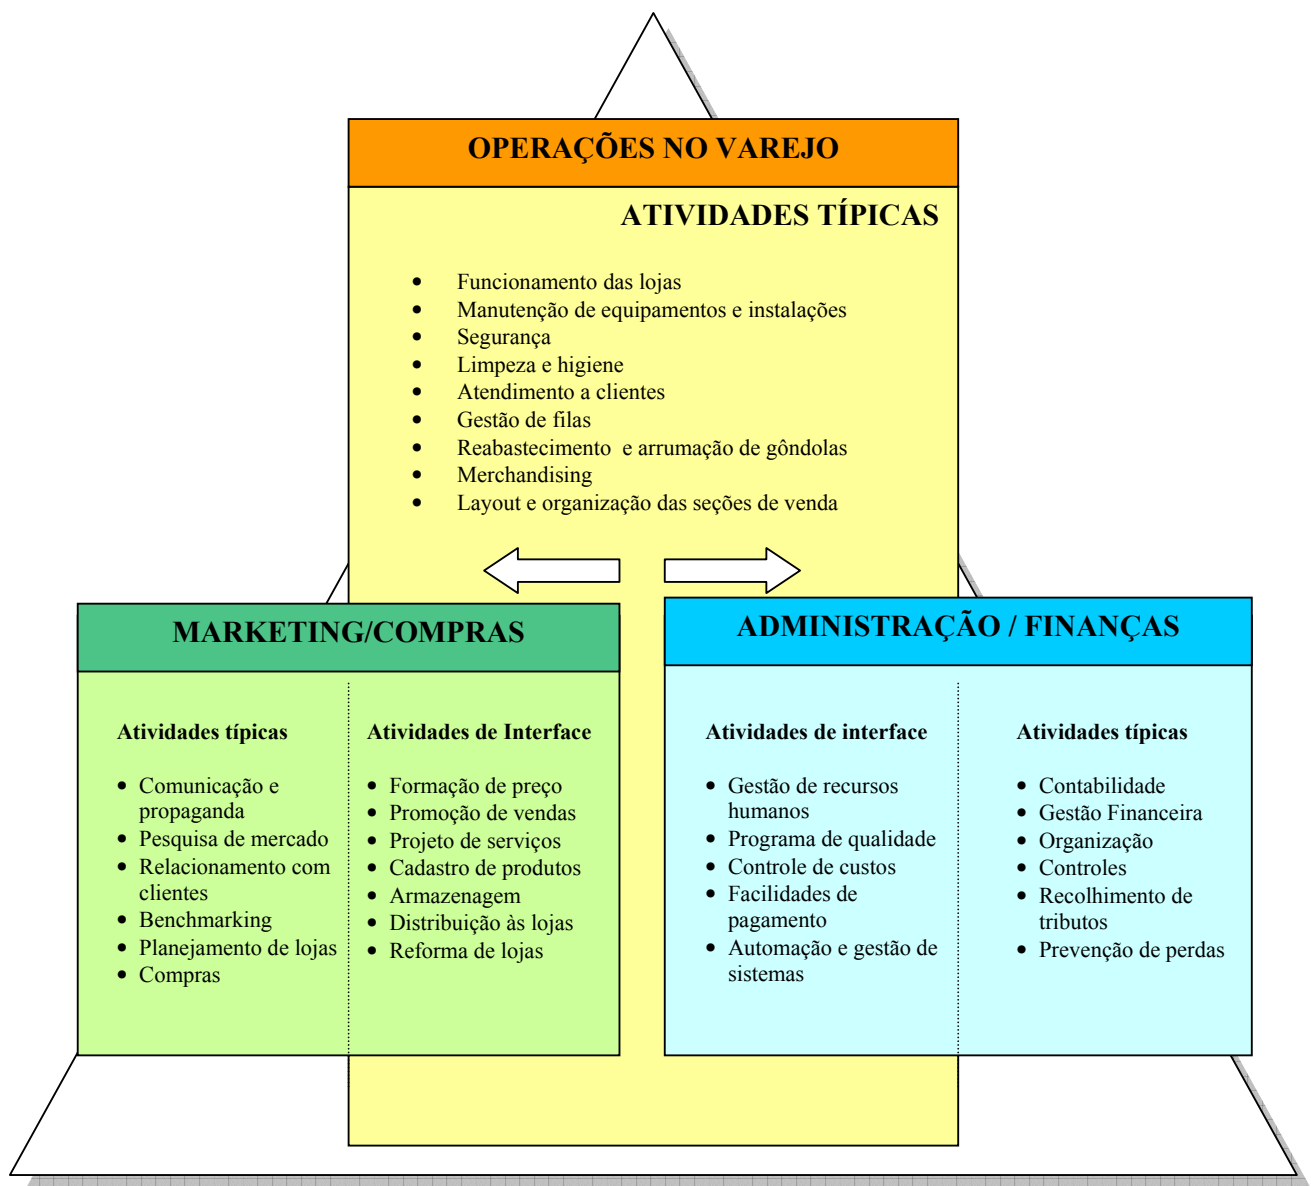 OPERAÇÕES NO VAREJO
ATIVIDADES TÍPICAS
• Funcionamento das lojas
• Manutenção de equipamentos e instalações
• Segurança
• Limpeza e higiene
• Atendimento a clientes
• Gestão de filas
• Reabastecimento e arrumação de gôndolas
• Merchandising
• Layout e organização das seções de venda
MARKETING/COMPRAS
Atividades típicas
• Comunicação e
propaganda
• Pesquisa de mercado
• Relacionamento com
clientes
• Benchmarking
• Planejamento de lojas
• Compras
Atividades de Interface
• Formação de preço
• Promoção de vendas
• Projeto de serviços
• Cadastro de produtos
• Armazenagem
• Distribuição às lojas
• Reforma de lojas
ADMINISTRAÇÃO / FINANÇAS
Atividades de interface
• Gestão de recursos
humanos
• Programa de qualidade
• Controle de custos
• Facilidades de
pagamento
• Automação e gestão de
sistemas
Atividades típicas
• Contabilidade
• Gestão Financeira
• Organização
• Controles
• Recolhimento de
tributos
• Prevenção de perdas